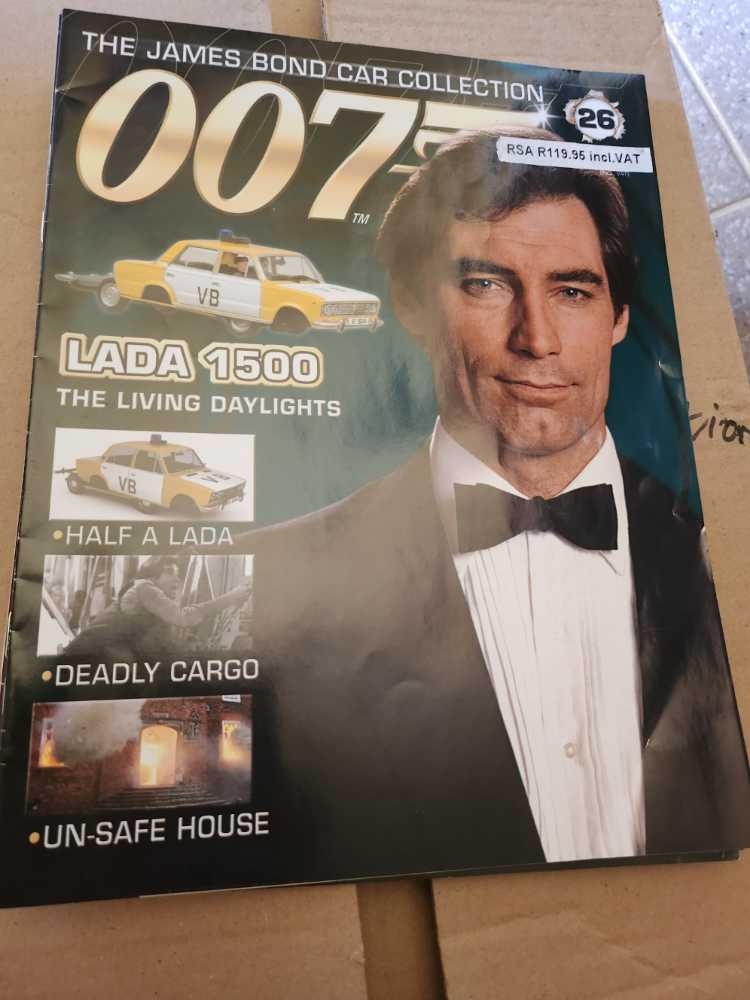 THE JAMES BOND CAR COLLECTION
007
TM
26
RSA R119.95 incl.VAT
VB
LADA 1500
THE LIVING DAYLIGHTS
VB
•HALF A LADA
•DEADLY CARGO
•UN-SAFE HOUSE